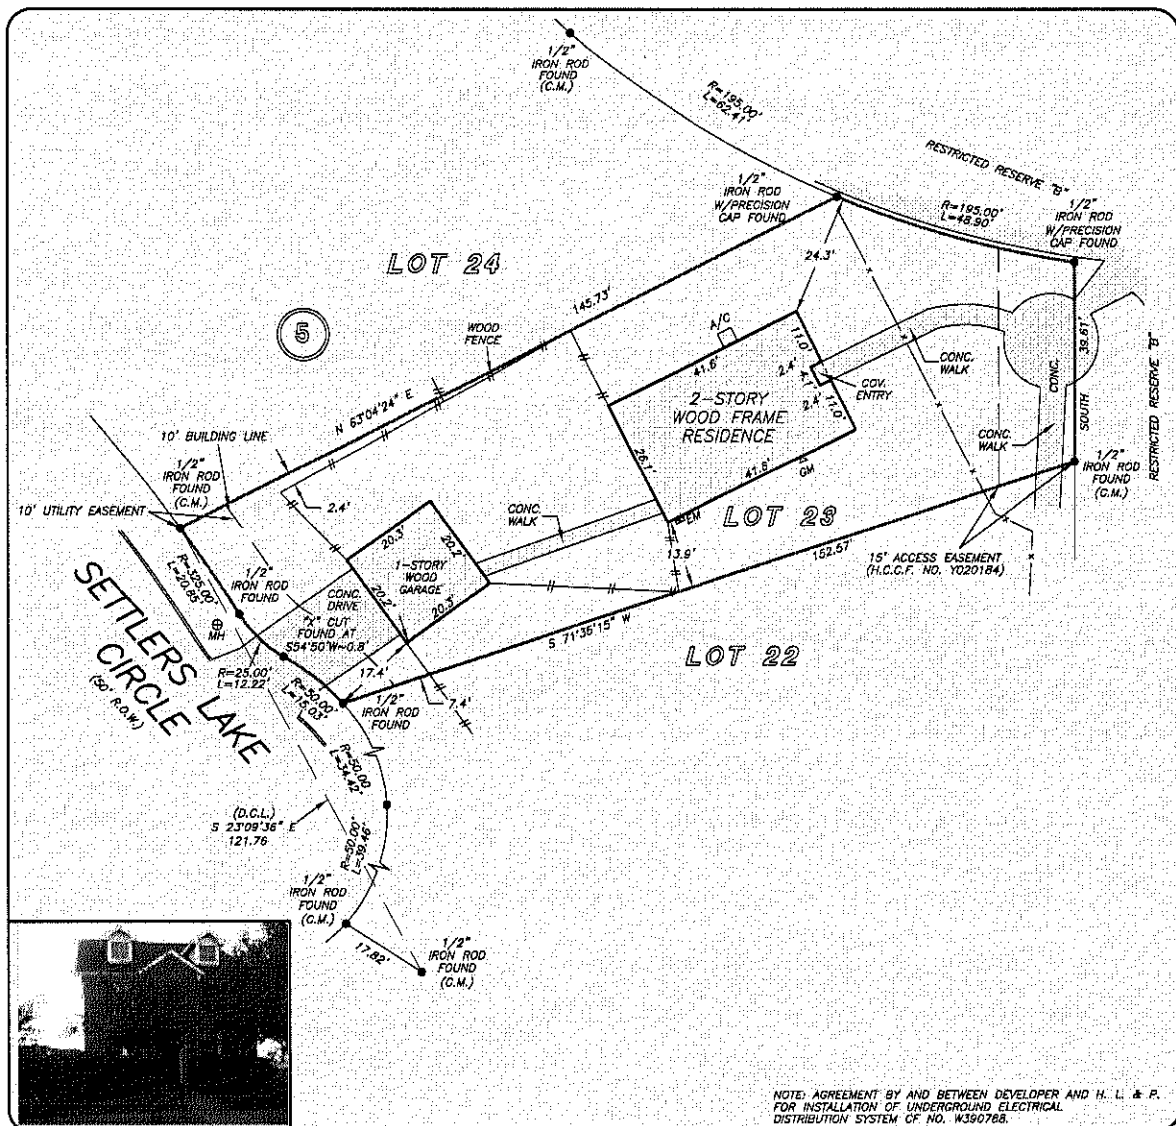 1/2"
IRON ROD
FOUND
(C.M.)
R=195.00'
L=62.41'
RESTRICTED RESERVE "B"
1/2"
IRON ROD
W/PRECISION
CAP FOUND
R=195.00'
L=48.90'
1/2"
IRON ROD
W/PRECISION
CAP FOUND
LOT 24
24.3'
145.73'
5
WOOD
FENCE
A/C
11.0'
41.6'
2.4'
4.1'
2.4'
11.0'
COV.
ENTRY
CONC.
WALK
CONC.
SOUTH 39.61'
RESTRICTED RESERVE "B"
2-STORY
WOOD FRAME
RESIDENCE
N 63°04'24" E
10' BUILDING LINE
1/2"
IRON ROD
FOUND
(C.M.)
26.1'
41.6'
GM
CONC.
WALK
1/2"
IRON ROD
FOUND
(C.M.)
10' UTILITY EASEMENT
2.4'
CONC.
WALK
EM
LOT 23
13.9'
152.57'
15' ACCESS EASEMENT
(H.C.C.F. NO. Y020184)
20.3'
20.2'
1-STORY
WOOD
GARAGE
20.2'
20.3'
R=325.00'
L=20.85'
1/2"
IRON ROD
FOUND
CONC.
DRIVE
"X" CUT
FOUND AT
S54°50'W~0.8'
MH
S 71°35'15" W
LOT 22
SETTLERS LAKE
CIRCLE
(50' R.O.W.)
R=25.00'
L=12.22'
R=50.00'
L=15.03'
17.4'
1/2"
IRON ROD
FOUND
7.4'
R=50.00
L=34.42'
(D.C.L.)
S 23°09'36" E
121.76
R=50.00'
L=39.46'
1/2"
IRON ROD
FOUND
(C.M.)
17.82'
1/2"
IRON ROD
FOUND
(C.M.)
NOTE: AGREEMENT BY AND BETWEEN DEVELOPER AND H. L. & P.
FOR INSTALLATION OF UNDERGROUND ELECTRICAL
DISTRIBUTION SYSTEM CF NO. W390788.